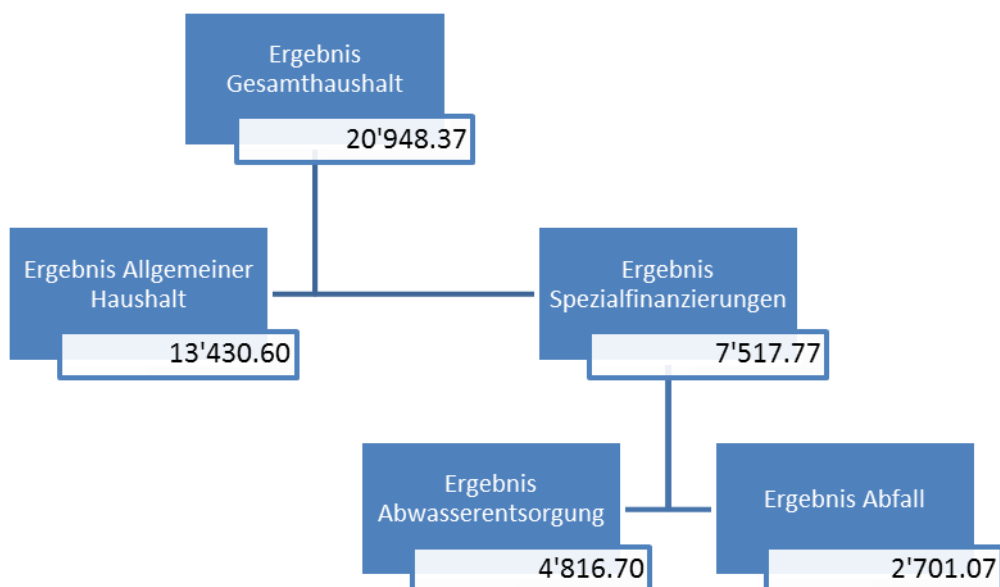 Ergebnis
Gesamthaushalt
20'948.37
Ergebnis Allgemeiner
Haushalt
13'430.60
Ergebnis
Spezialfinanzierungen
7'517.77
Ergebnis
Abwasserentsorgung
4'816.70
Ergebnis Abfall
2'701.07